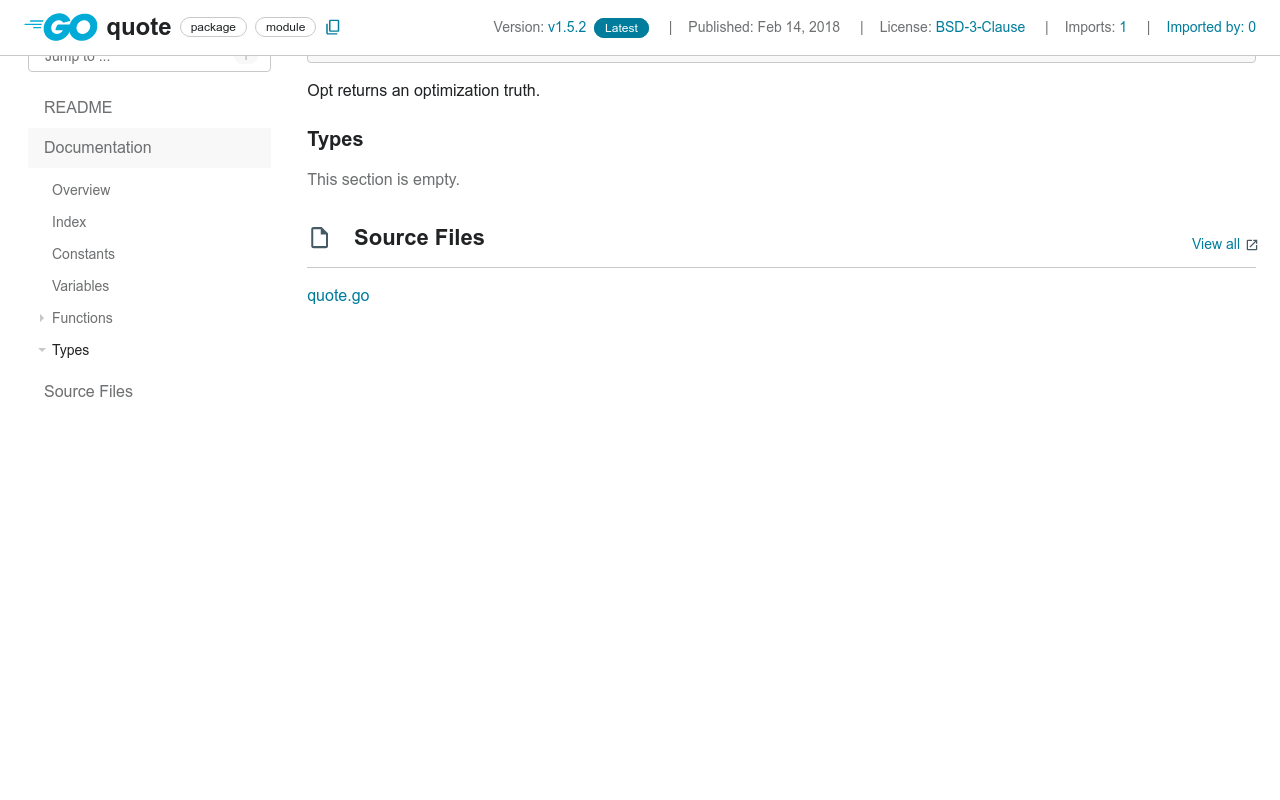 GO quote package module Version: v1.5.2 Latest | Published: Feb 14, 2018 | License: BSD-3-Clause | Imports: 1 | Imported by: 0
Jump to ...
README
Documentation
Overview
Index
Constants
Variables
Functions
Types
Source Files
Opt returns an optimization truth.
Types
This section is empty.
Source Files
View all
quote.go